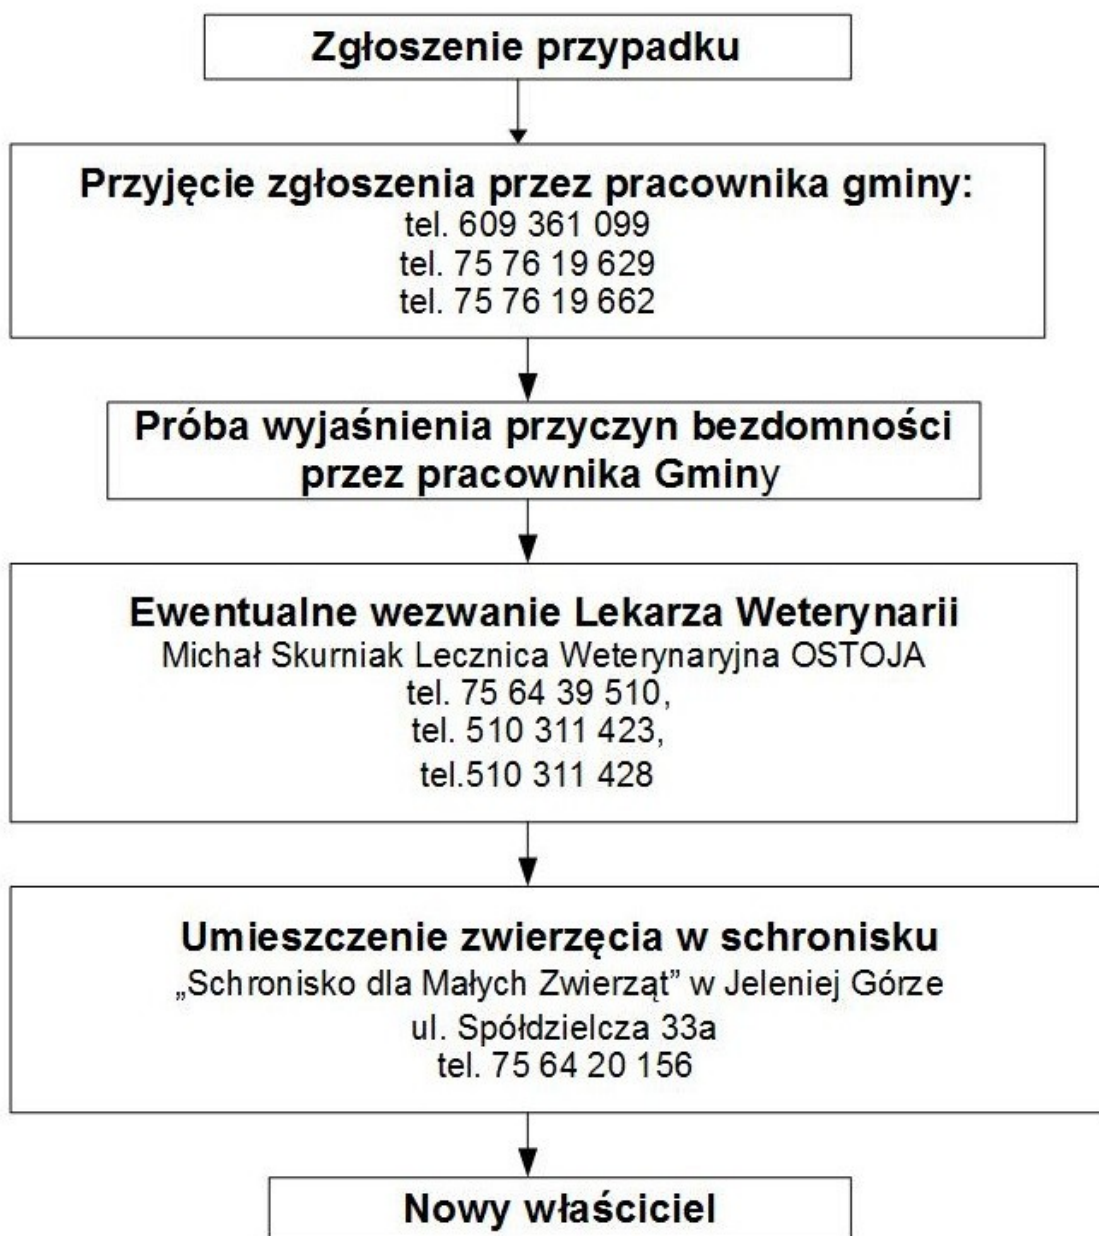 Zgłoszenie przypadku
Przyjęcie zgłoszenia przez pracownika gminy:
tel. 609 361 099
tel. 75 76 19 629
tel. 75 76 19 662
Próba wyjaśnienia przyczyn bezdomności
przez pracownika Gminy
Ewentualne wezwanie Lekarza Weterynarii
Michał Skurniak Lecznica Weterynaryjna OSTOJA
tel. 75 64 39 510,
tel. 510 311 423,
tel.510 311 428
Umieszczenie zwierzęcia w schronisku
„Schronisko dla Małych Zwierząt” w Jeleniej Górze
ul. Spółdzielcza 33a
tel. 75 64 20 156
Nowy właściciel